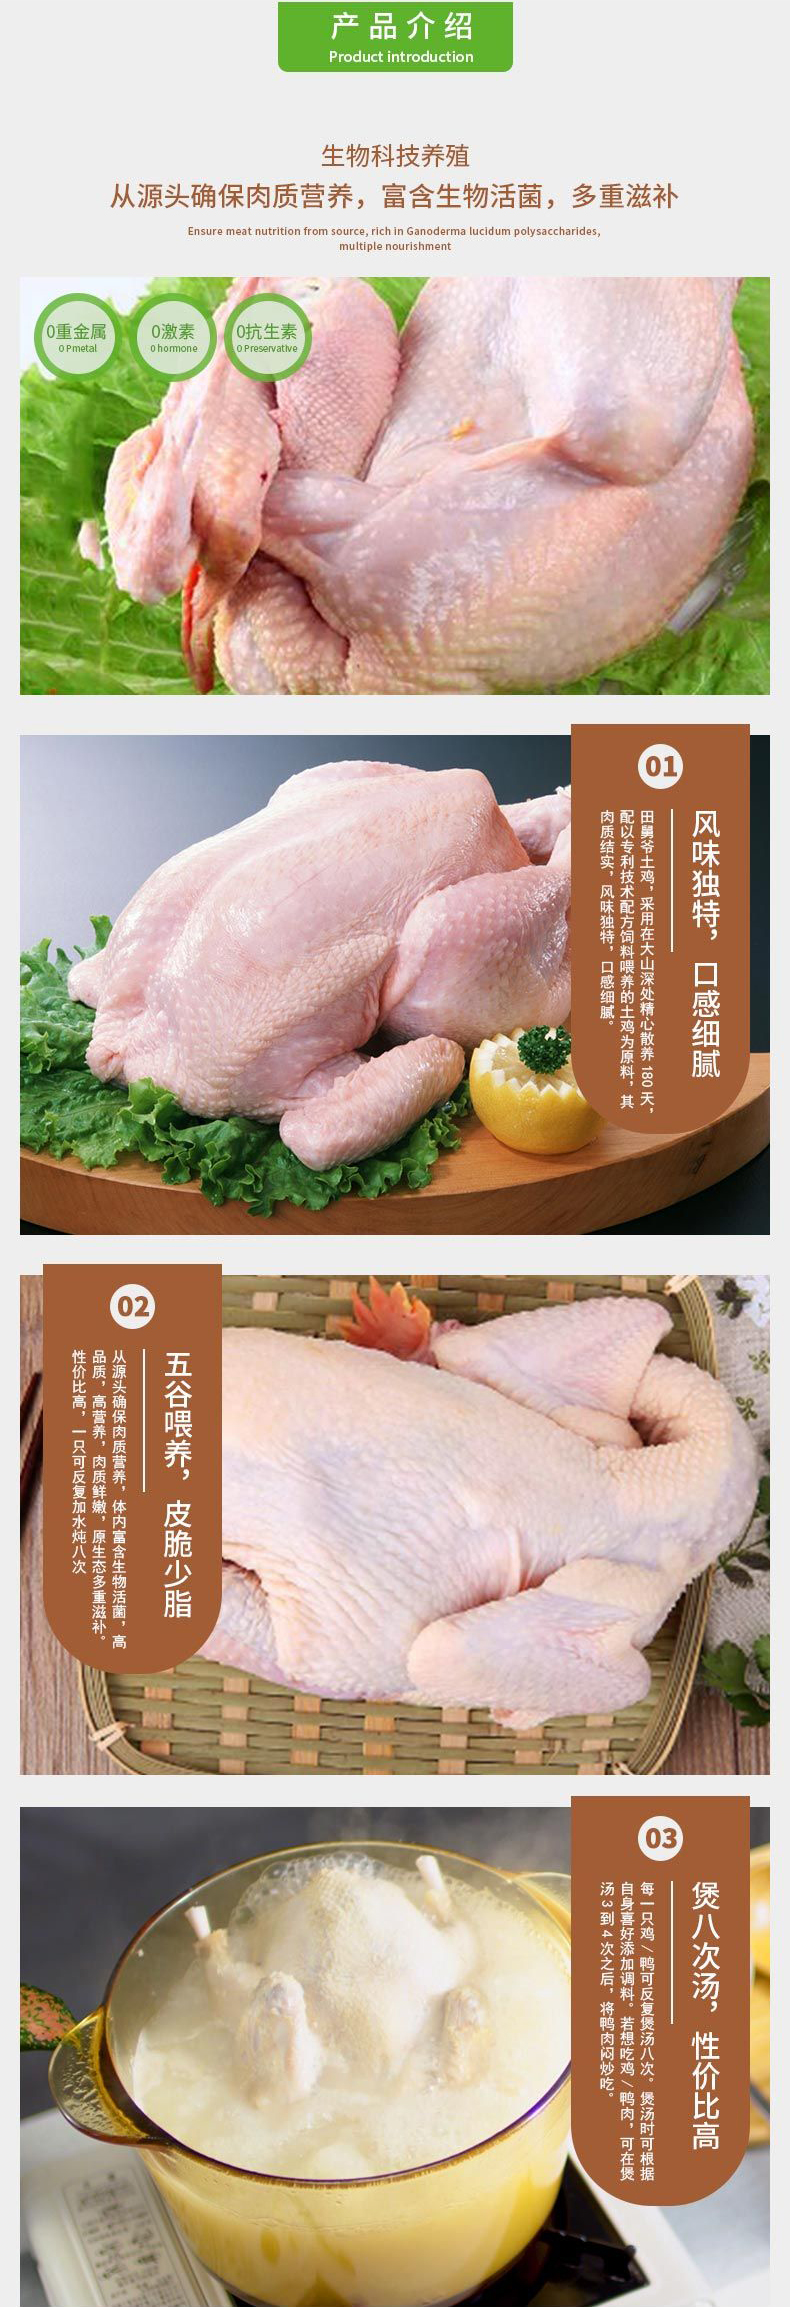 产品介绍
Product introduction
生物科技养殖
从源头确保肉质营养，富含生物活菌，多重滋补
Ensure meat nutrition from source, rich in Ganoderma lucidum polysaccharides,
multiple nourishment
0重金属
0 Pmetal
0激素
0 hormone
0抗生素
0 Preservative
01
风味独特，口感细腻
田舅爷土鸡，采用在大山深处精心散养 180 天，
配以专利技术配方饲料喂养的土鸡为原料，其
肉质结实，风味独特，口感细腻。
02
五谷喂养，皮脆少脂
从源头确保肉质营养，体内富含生物活菌，高
品质，高营养，肉质鲜嫩，原生态多重滋补。
性价比高，一只可反复加水炖八次
03
煲八次汤，性价比高
每一只鸡／鸭可反复煲汤八次。煲汤时可根据
自身喜好添加调料。若想吃鸡／鸭肉，可在煲
汤 3 到 4 次之后，将鸭肉闷炒吃。